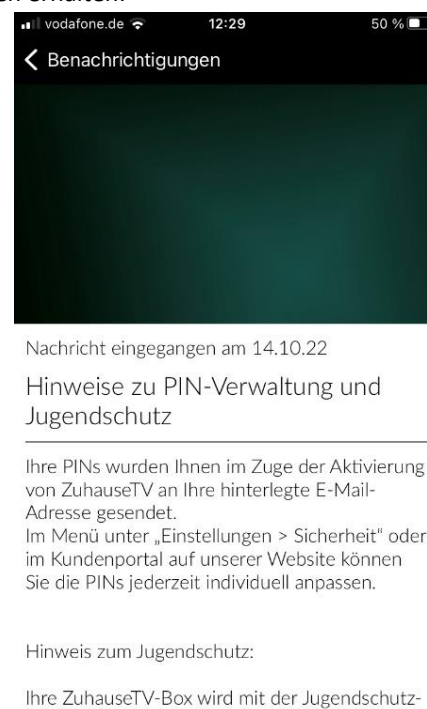 vodafone.de 12:29 50 %
Benachrichtigungen
Nachricht eingegangen am 14.10.22
Hinweise zu PIN-Verwaltung und
Jugendschutz
Ihre PINs wurden Ihnen im Zuge der Aktivierung
von ZuhauseTV an Ihre hinterlegte E-Mail-
Adresse gesendet.
Im Menü unter „Einstellungen > Sicherheit" oder
im Kundenportal auf unserer Website können
Sie die PINs jederzeit individuell anpassen.
Hinweis zum Jugendschutz:
Ihre ZuhauseTV-Box wird mit der Jugendschutz-